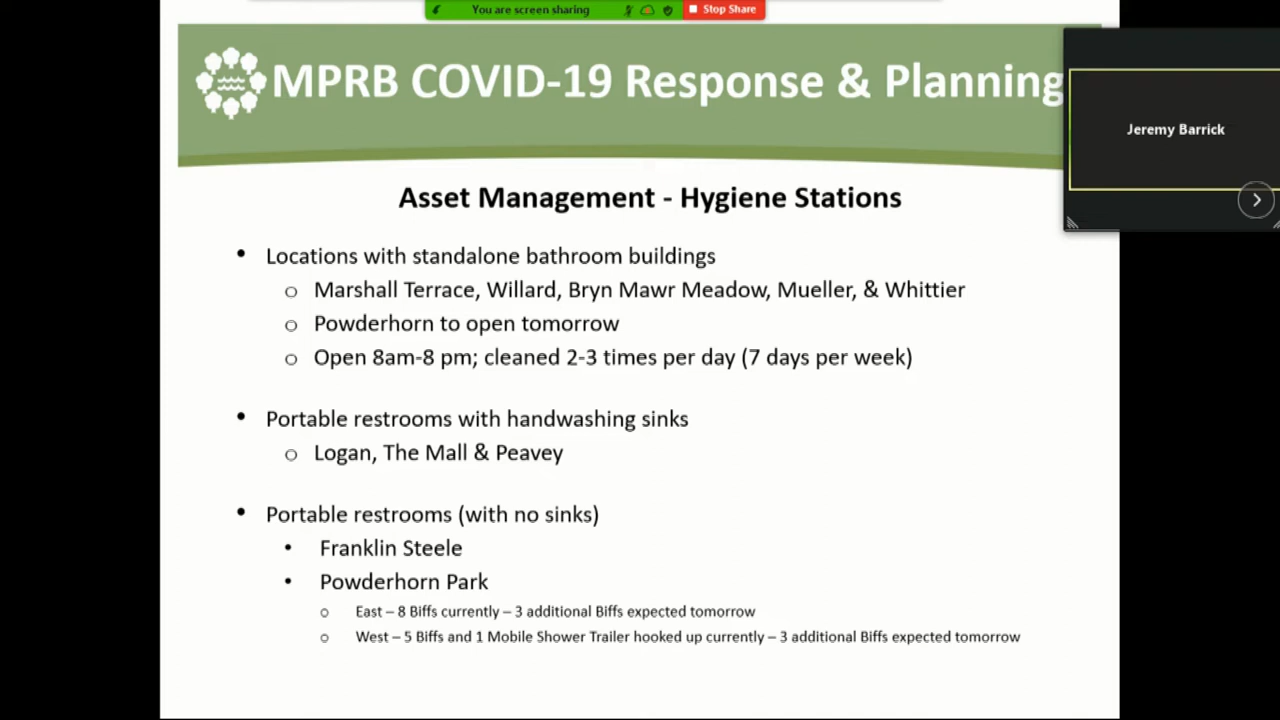 You are screen sharing
Stop Share
MPRB COVID-19 Response & Planning
Jeremy Barrick
Asset Management - Hygiene Stations
• Locations with standalone bathroom buildings
o Marshall Terrace, Willard, Bryn Mawr Meadow, Mueller, & Whittier
o Powderhorn to open tomorrow
o Open 8am-8 pm; cleaned 2-3 times per day (7 days per week)
• Portable restrooms with handwashing sinks
o Logan, The Mall & Peavey
• Portable restrooms (with no sinks)
• Franklin Steele
• Powderhorn Park
o East – 8 Biffs currently – 3 additional Biffs expected tomorrow
o West – 5 Biffs and 1 Mobile Shower Trailer hooked up currently – 3 additional Biffs expected tomorrow